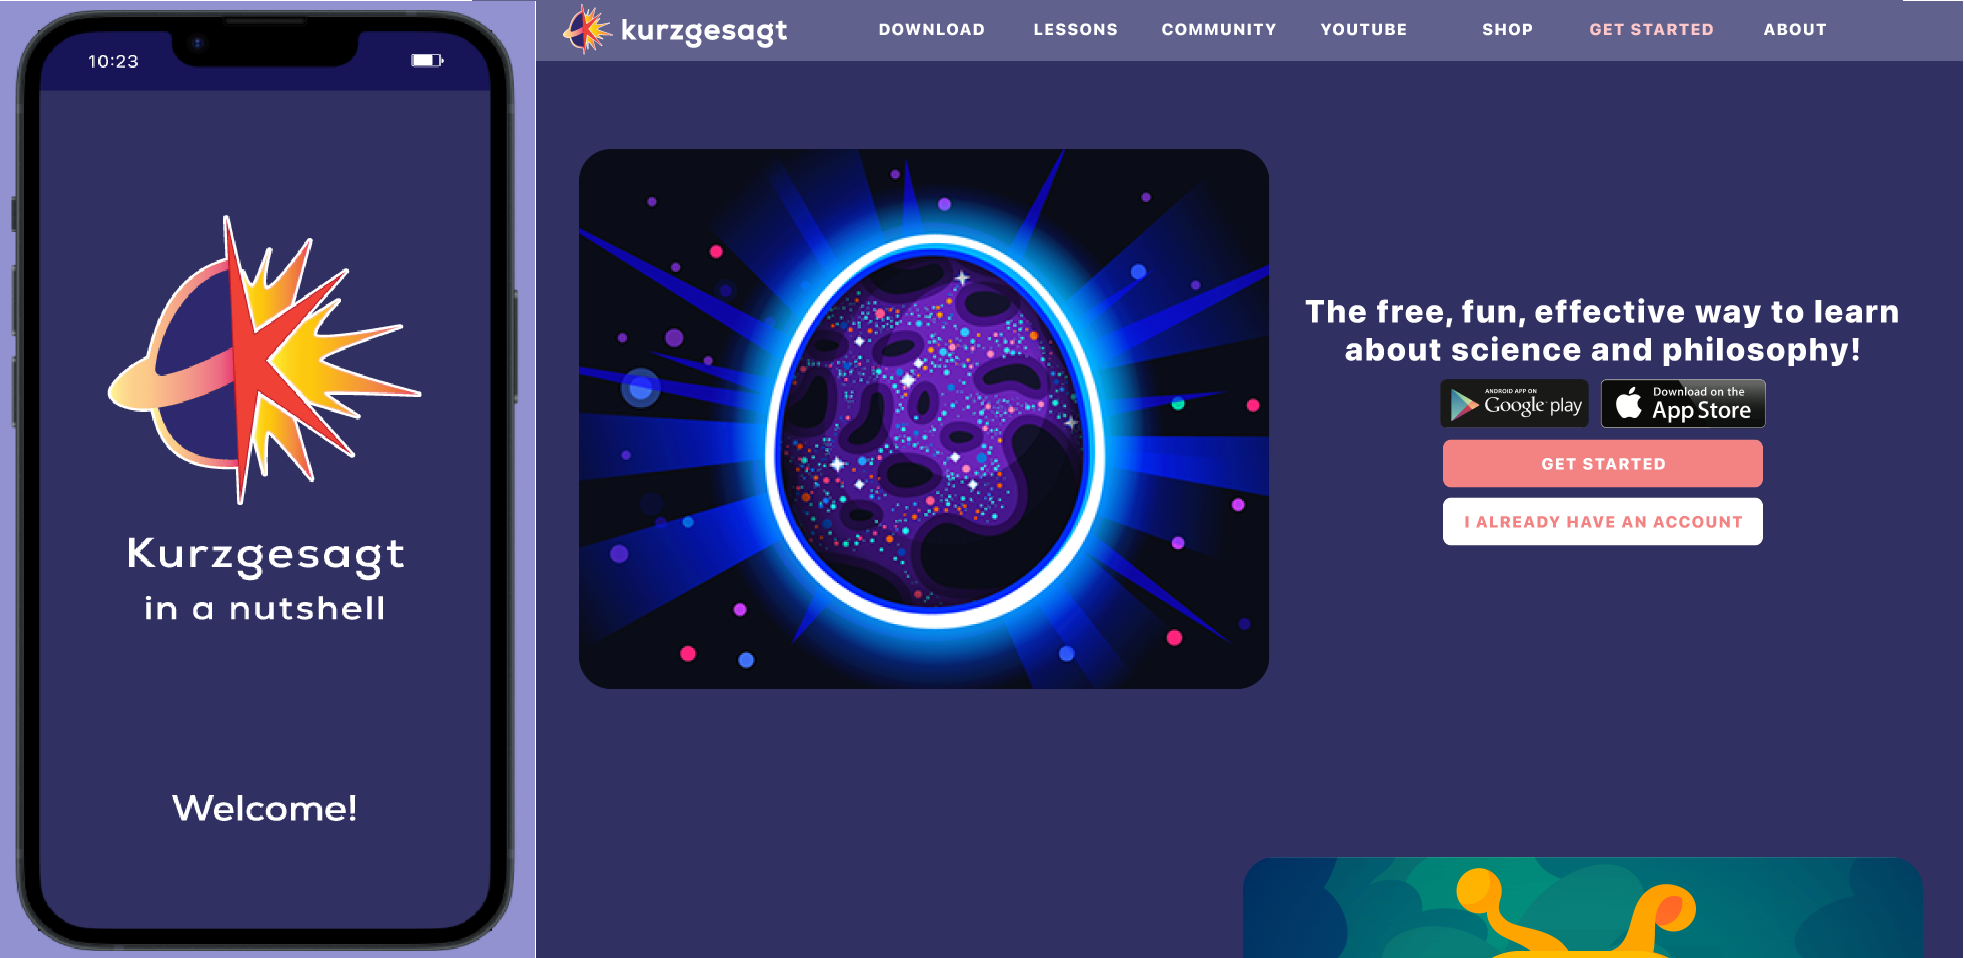 10:23
Kurzgesagt
in a nutshell
Welcome!
kurzgesagt
DOWNLOAD
LESSONS
COMMUNITY
YOUTUBE
SHOP
GET STARTED
ABOUT
The free, fun, effective way to learn
about science and philosophy!
ANDROID APP ON
Google play
Download on the
App Store
GET STARTED
I ALREADY HAVE AN ACCOUNT